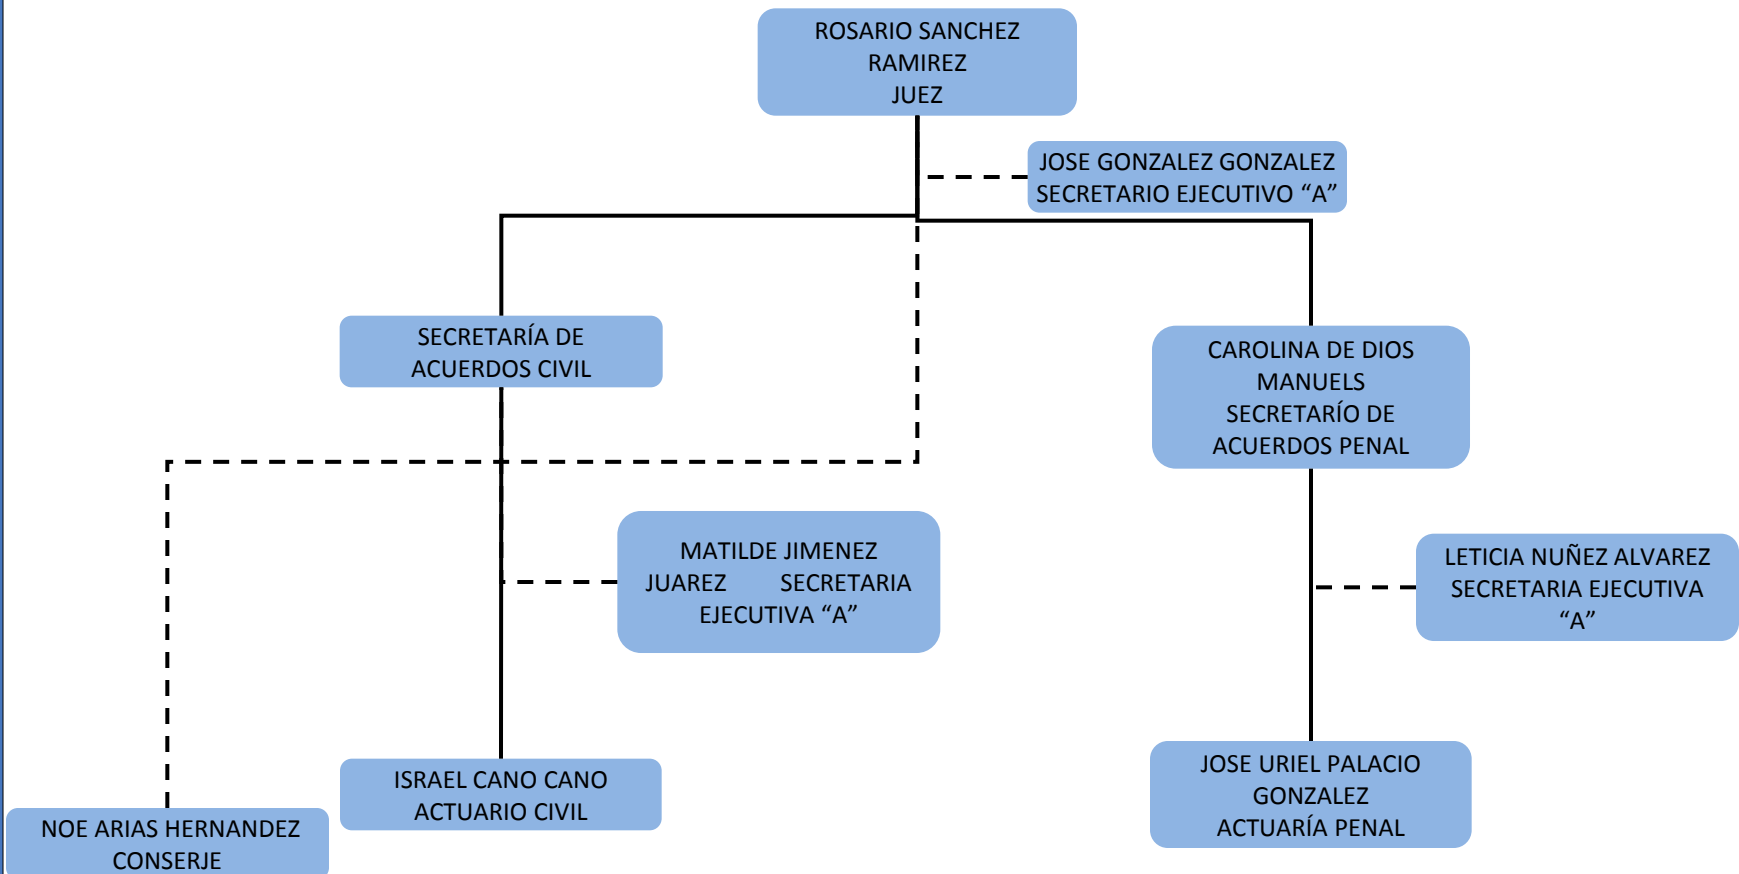 ROSARIO SANCHEZ
RAMIREZ
JUEZ
JOSE GONZALEZ GONZALEZ
SECRETARIO EJECUTIVO “A”
SECRETARÍA DE
ACUERDOS CIVIL
CAROLINA DE DIOS
MANUELS
SECRETARÍO DE
ACUERDOS PENAL
MATILDE JIMENEZ
JUAREZ SECRETARIA
EJECUTIVA “A”
LETICIA NUÑEZ ALVAREZ
SECRETARIA EJECUTIVA
“A”
ISRAEL CANO CANO
ACTUARIO CIVIL
JOSE URIEL PALACIO
GONZALEZ
ACTUARÍA PENAL
NOE ARIAS HERNANDEZ
CONSERJE